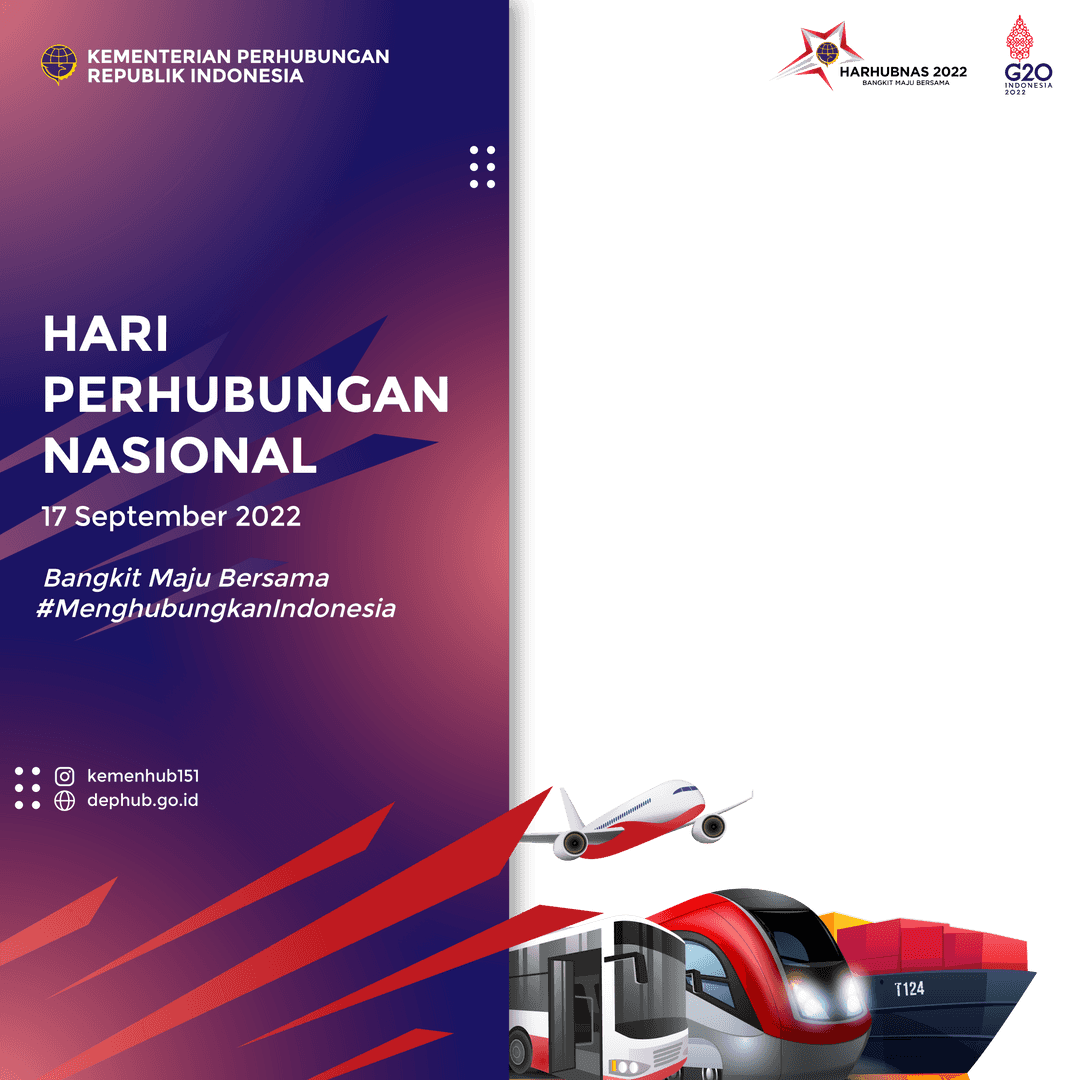 KEMENTERIAN PERHUBUNGAN
REPUBLIK INDONESIA
HARHUBNAS 2022
BANGKIT MAJU BERSAMA
G20
INDONESIA
2022
HARI
PERHUBUNGAN
NASIONAL
17 September 2022
Bangkit Maju Bersama
#MenghubungkanIndonesia
kemenhub151
dephub.go.id
T124